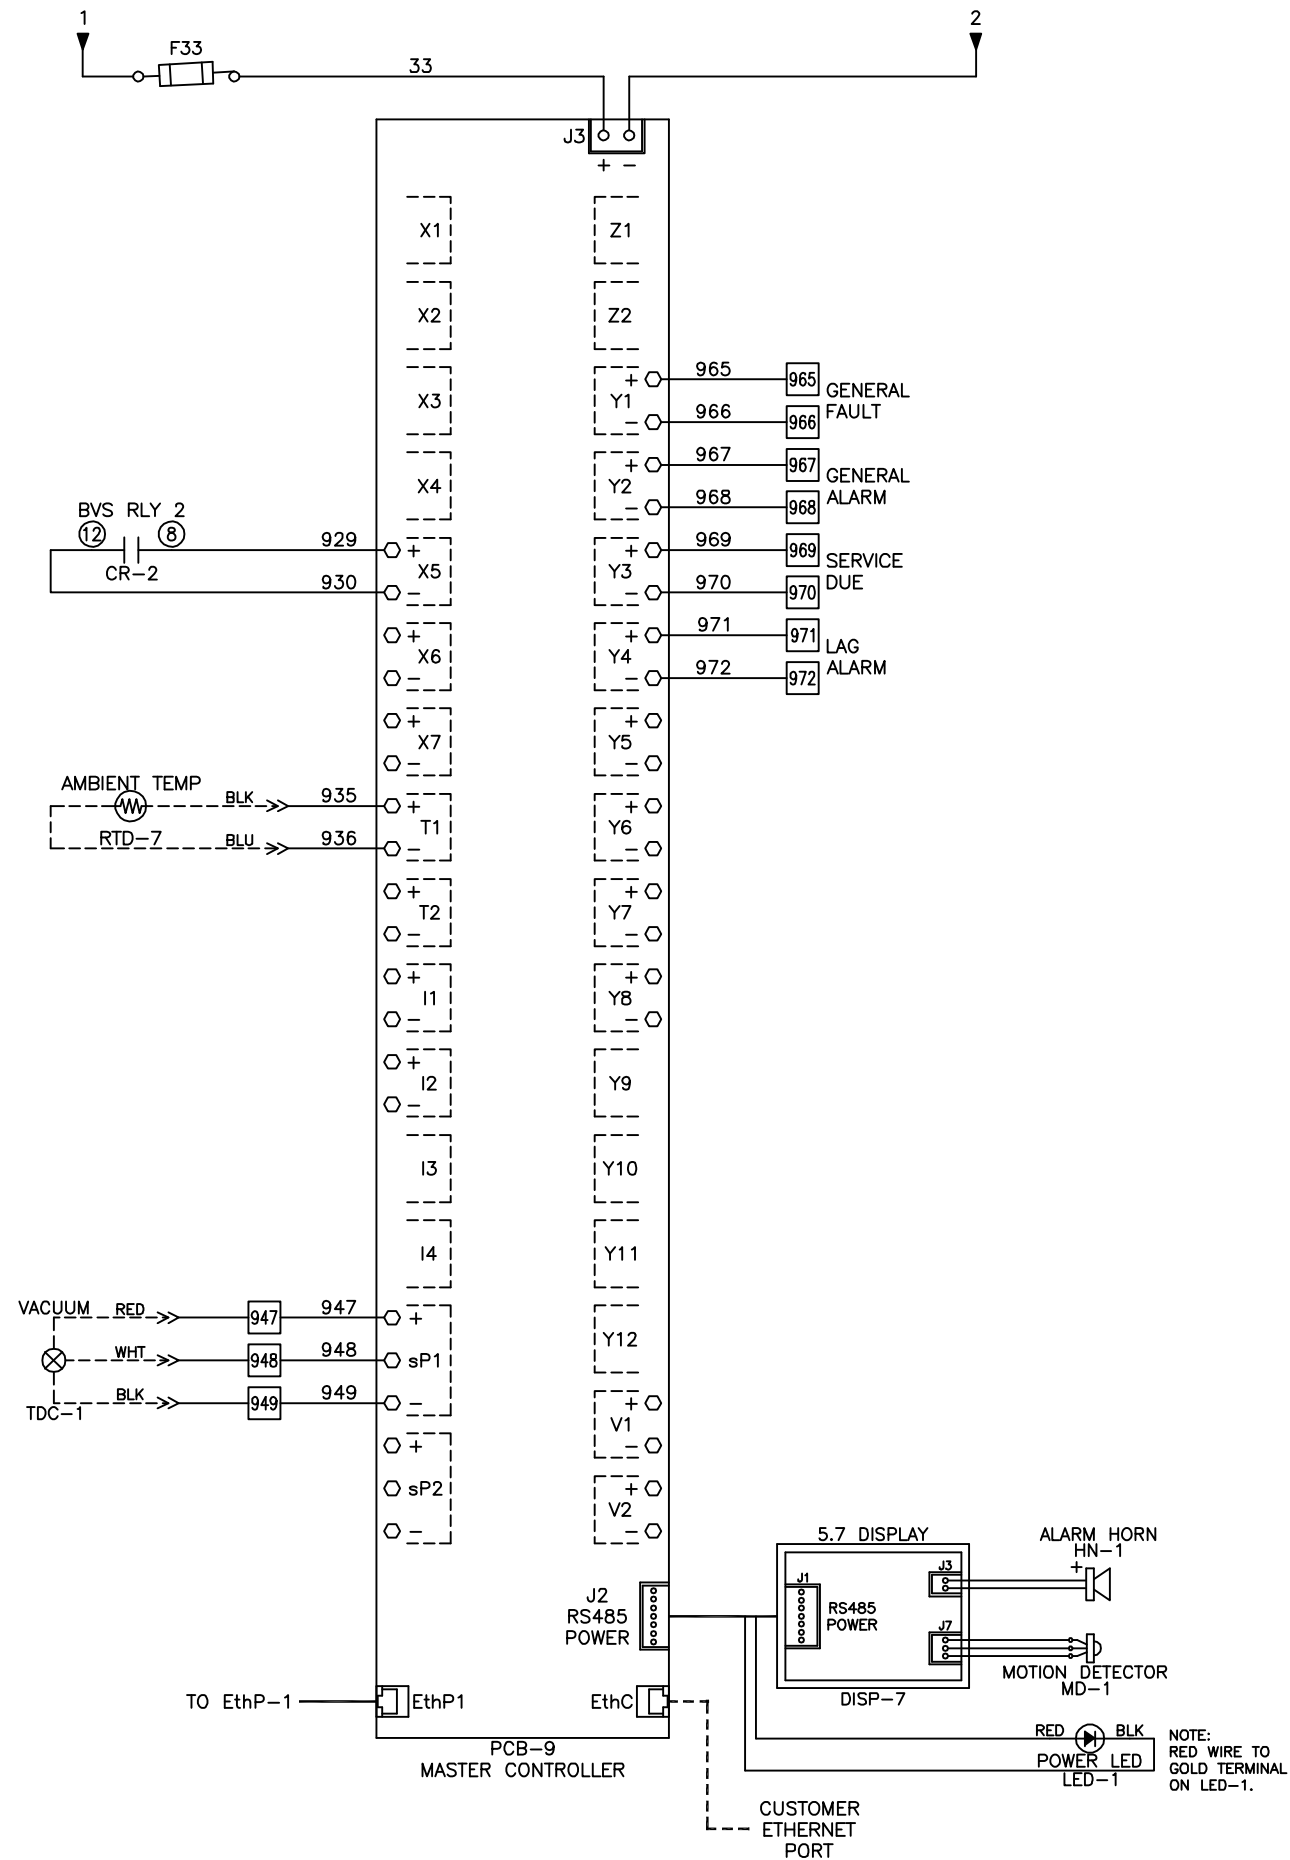 1
2
F33
33
J3
+ −
X1
Z1
X2
Z2
X3
+
Y1
−
965
965
966
966
GENERAL
FAULT
X4
+
Y2
−
967
967
968
968
GENERAL
ALARM
BVS RLY 2
12
8
CR-2
929
930
+
X5
−
+
Y3
−
969
969
970
970
SERVICE
DUE
+
X6
−
+
Y4
−
971
971
972
972
LAG
ALARM
+
X7
−
+
Y5
−
AMBIENT TEMP
BLK
935
RTD-7
BLU
936
+
T1
−
+
Y6
−
+
T2
−
+
Y7
−
+
I1
−
+
Y8
−
+
I2
−
Y9
I3
Y10
I4
Y11
VACUUM
RED
947
947
WHT
948
948
BLK
949
949
TDC-1
+
sP1
−
Y12
+
V1
−
+
sP2
−
+
V2
−
J2
RS485
POWER
5.7 DISPLAY
J1
RS485
POWER
J3
J7
DISP-7
ALARM HORN
HN-1
+
MOTION DETECTOR
MD-1
TO EthP-1
EthP1
EthC
PCB-9
MASTER CONTROLLER
RED
BLK
POWER LED
LED-1
NOTE:
RED WIRE TO
GOLD TERMINAL
ON LED-1.
CUSTOMER
ETHERNET
PORT